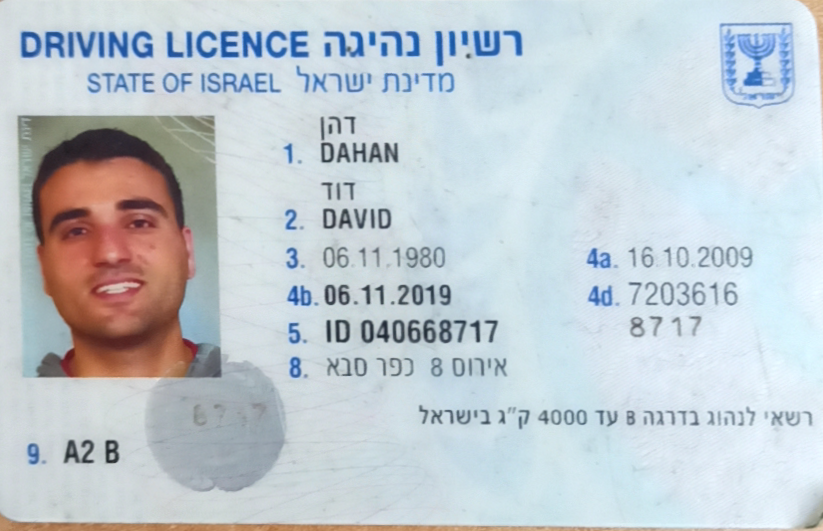 DRIVING LICENCE רשיון נהיגה
STATE OF ISRAEL מדינת ישראל
דהן
1. DAHAN
דוד
2. DAVID
3. 06.11.1980 4a. 16.10.2009
4b. 06.11.2019 4d. 7203616
5. ID 040668717 8717
8. אירוס 8 כפר סבא
רשאי לנהוג בדרגה B עד 4000 ק"ג בישראל
9. A2 B